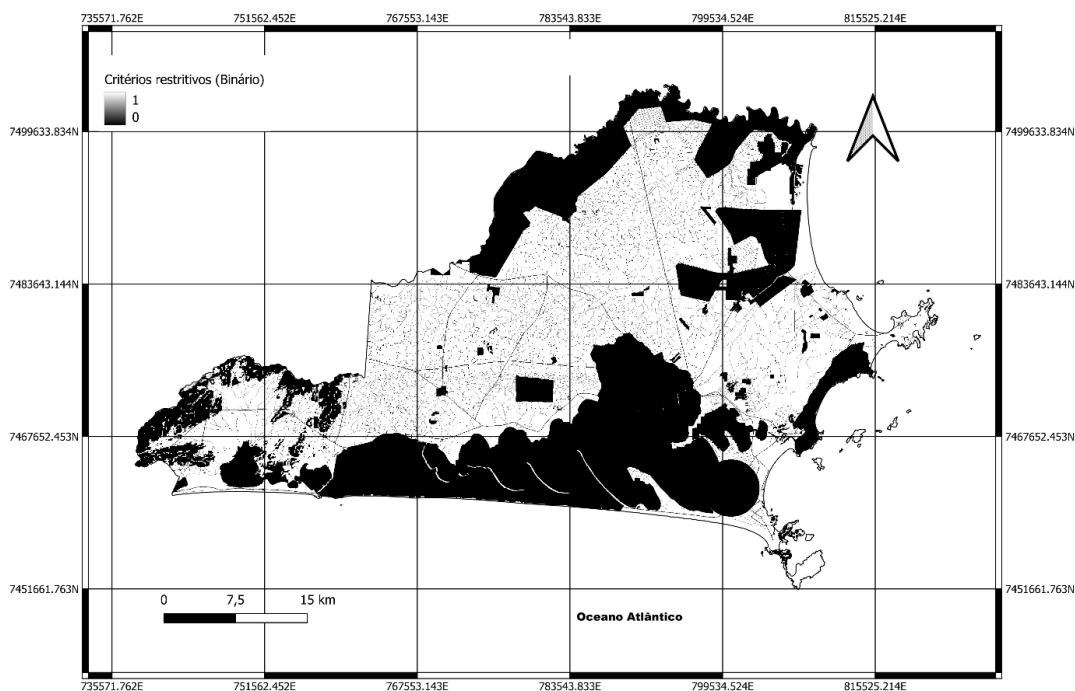 735571.762E 751562.452E 767553.143E 783543.833E 799534.524E 815525.214E
Critérios restritivos (Binário)
1
0
7499633.834N 7499633.834N
7483643.144N 7483643.144N
7467652.453N 7467652.453N
7451661.763N 7451661.763N
0 7,5 15 km
Oceano Atlântico
735571.762E 751562.452E 767553.143E 783543.833E 799534.524E 815525.214E